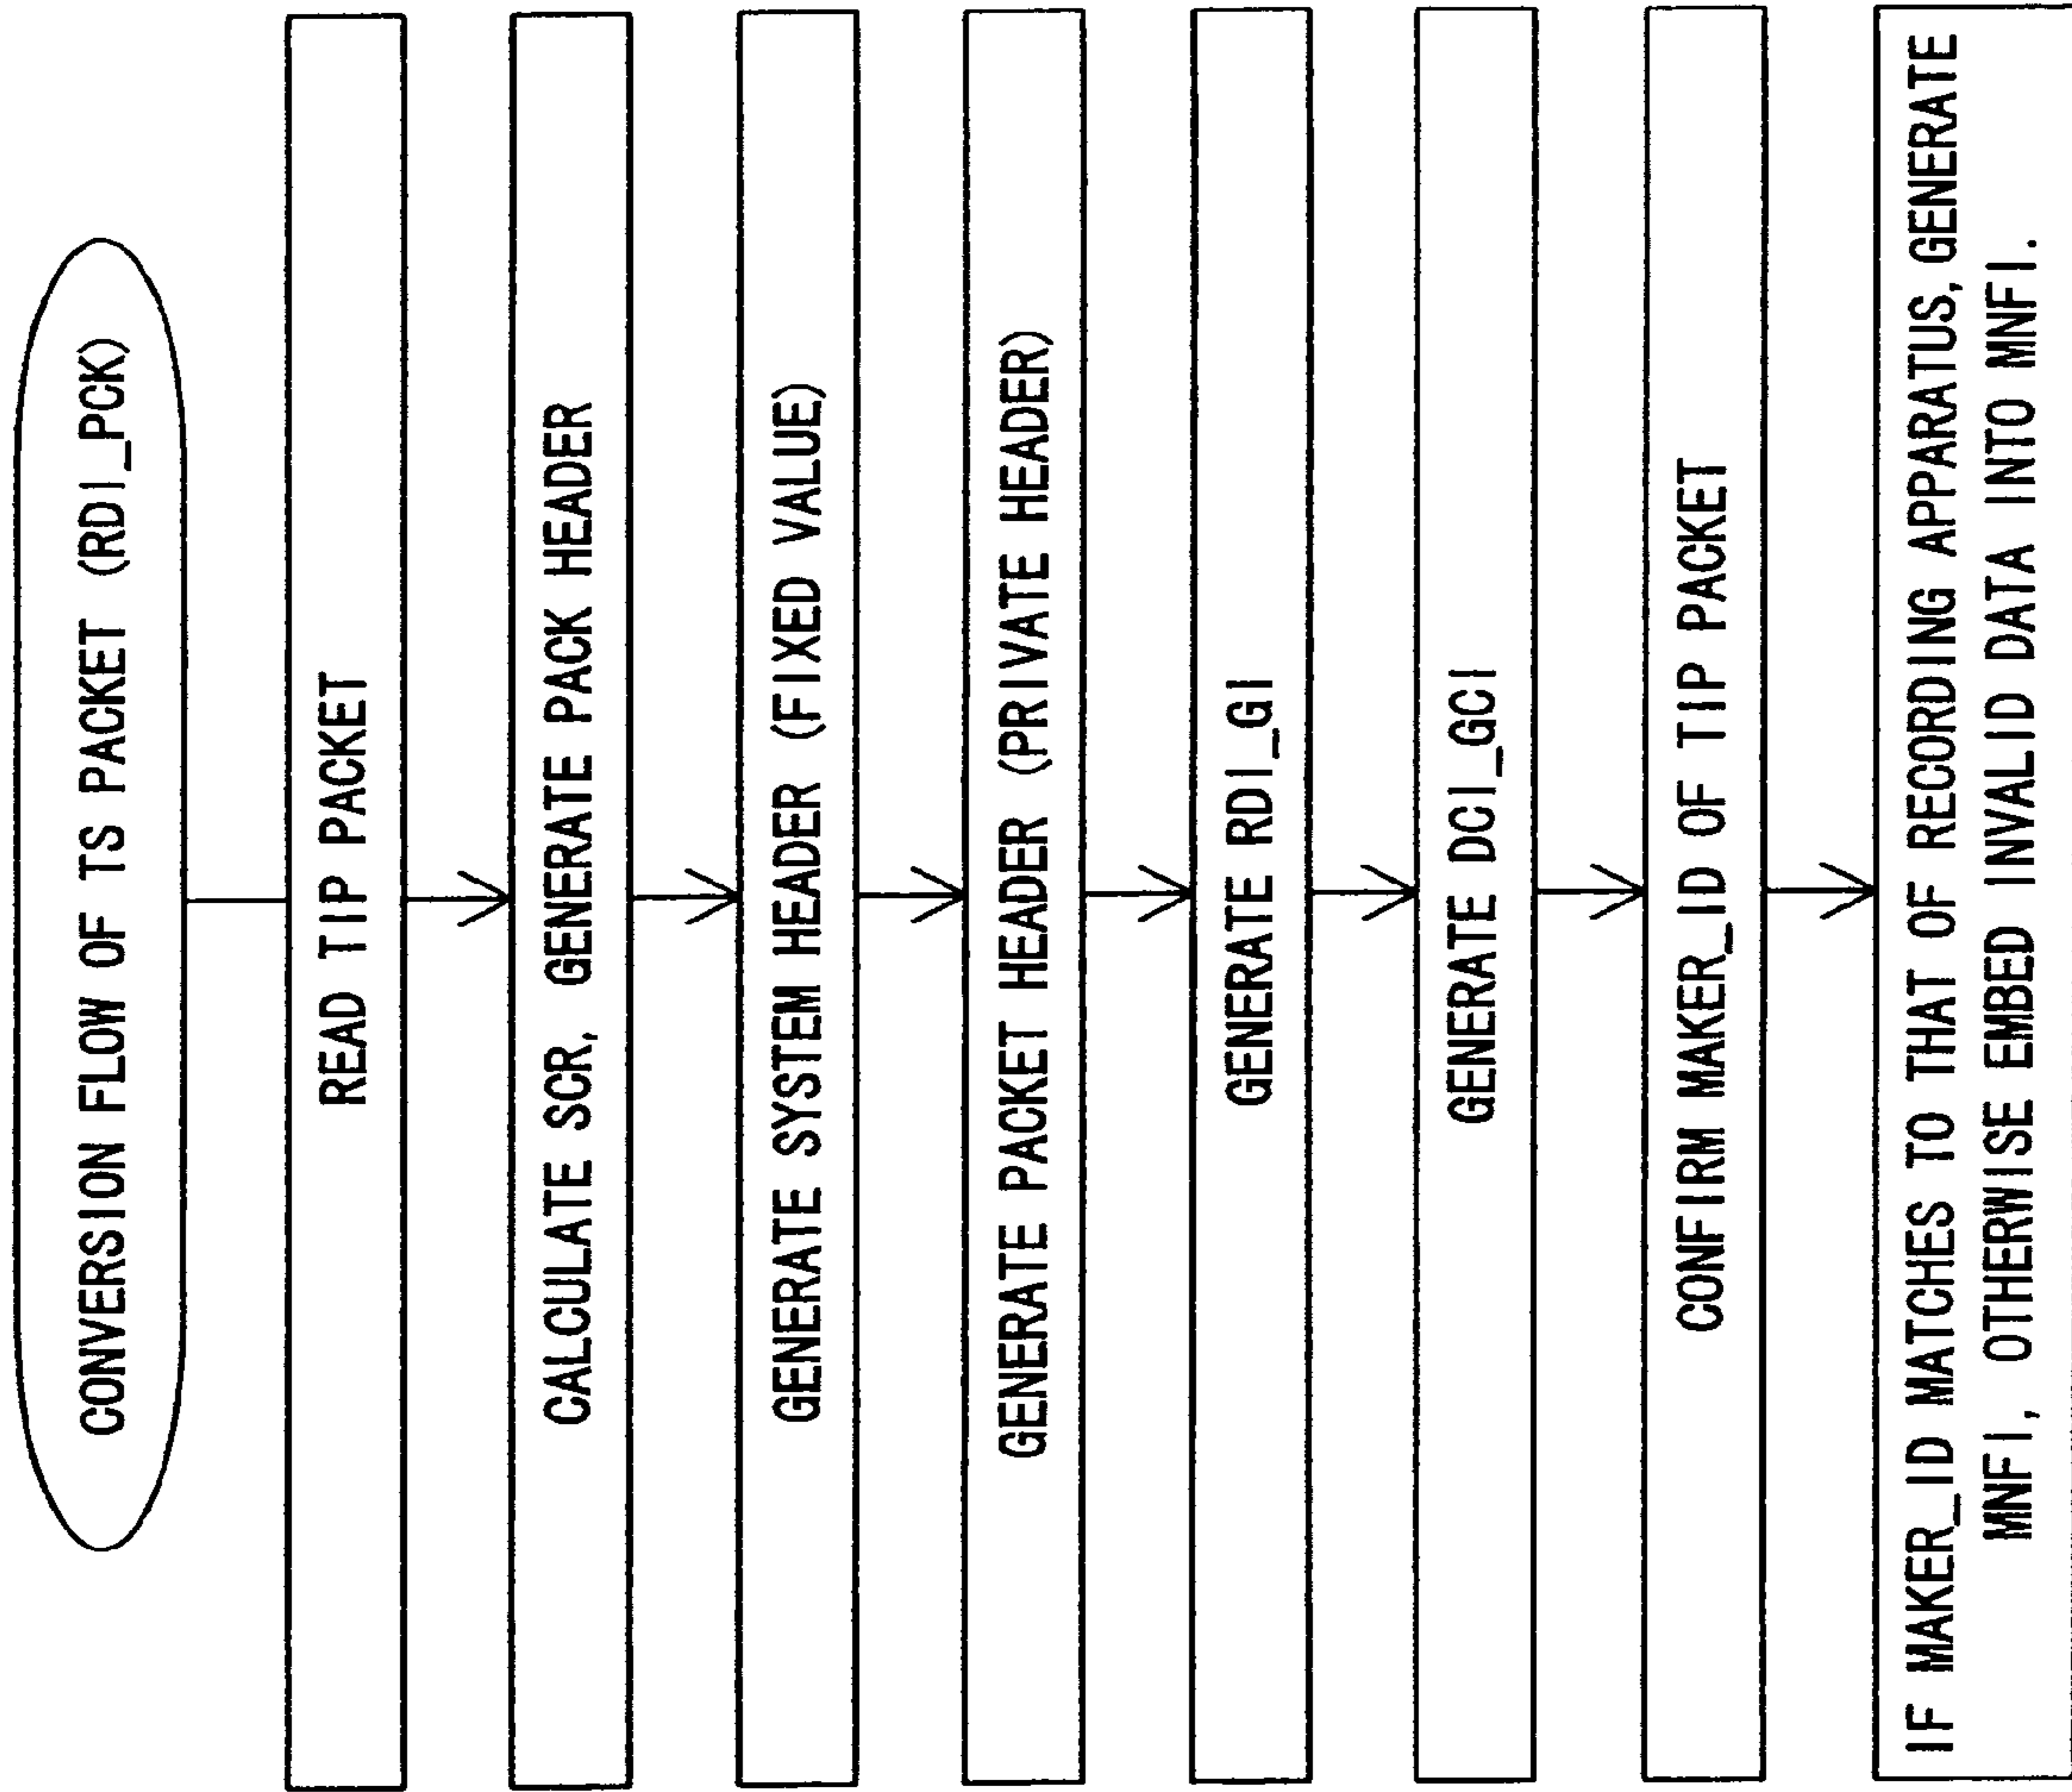 CONVERSION FLOW OF TS PACKET (RDI_PCK)
READ TIP PACKET
CALCULATE SCR, GENERATE PACK HEADER
GENERATE SYSTEM HEADER (FIXED VALUE)
GENERATE PACKET HEADER (PRIVATE HEADER)
GENERATE RDI_GI
GENERATE DCI_GCI
CONFIRM MAKER_ID OF TIP PACKET
IF MAKER_ID MATCHES TO THAT OF RECORDING APPARATUS, GENERATE
MNFI, OTHERWISE EMBED INVALID DATA INTO MNFI.